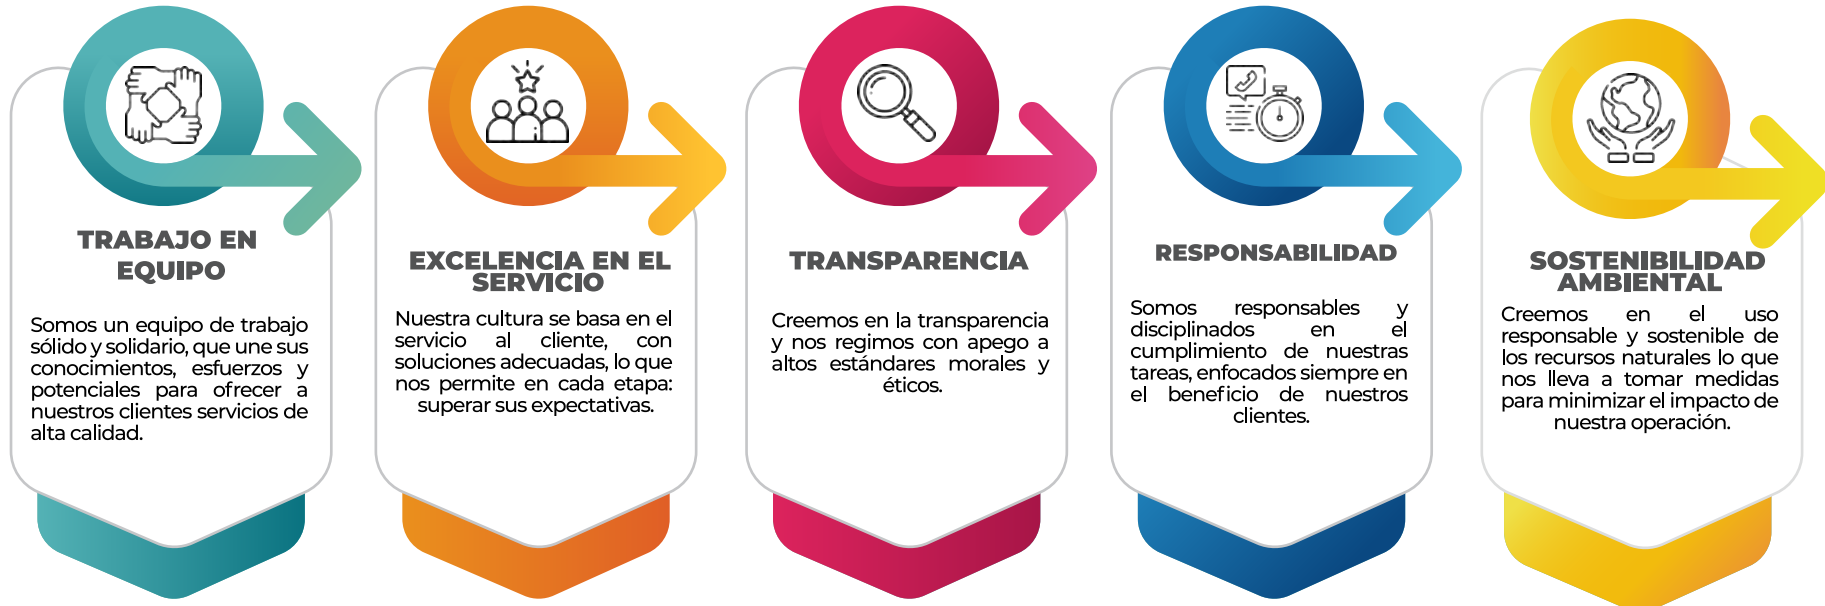 TRABAJO EN
EQUIPO
Somos un equipo de trabajo
sólido y solidario, que une sus
conocimientos, esfuerzos y
potenciales para ofrecer a
nuestros clientes servicios de
alta calidad.
EXCELENCIA EN EL
SERVICIO
Nuestra cultura se basa en el
servicio al cliente, con
soluciones adecuadas, lo que
nos permite en cada etapa:
superar sus expectativas.
TRANSPARENCIA
Creemos en la transparencia
y nos regimos con apego a
altos estándares morales y
éticos.
RESPONSABILIDAD
Somos responsables y
disciplinados en el
cumplimiento de nuestras
tareas, enfocados siempre en
el beneficio de nuestros
clientes.
SOSTENIBILIDAD
AMBIENTAL
Creemos en el uso
responsable y sostenible de
los recursos naturales lo que
nos lleva a tomar medidas
para minimizar el impacto de
nuestra operación.